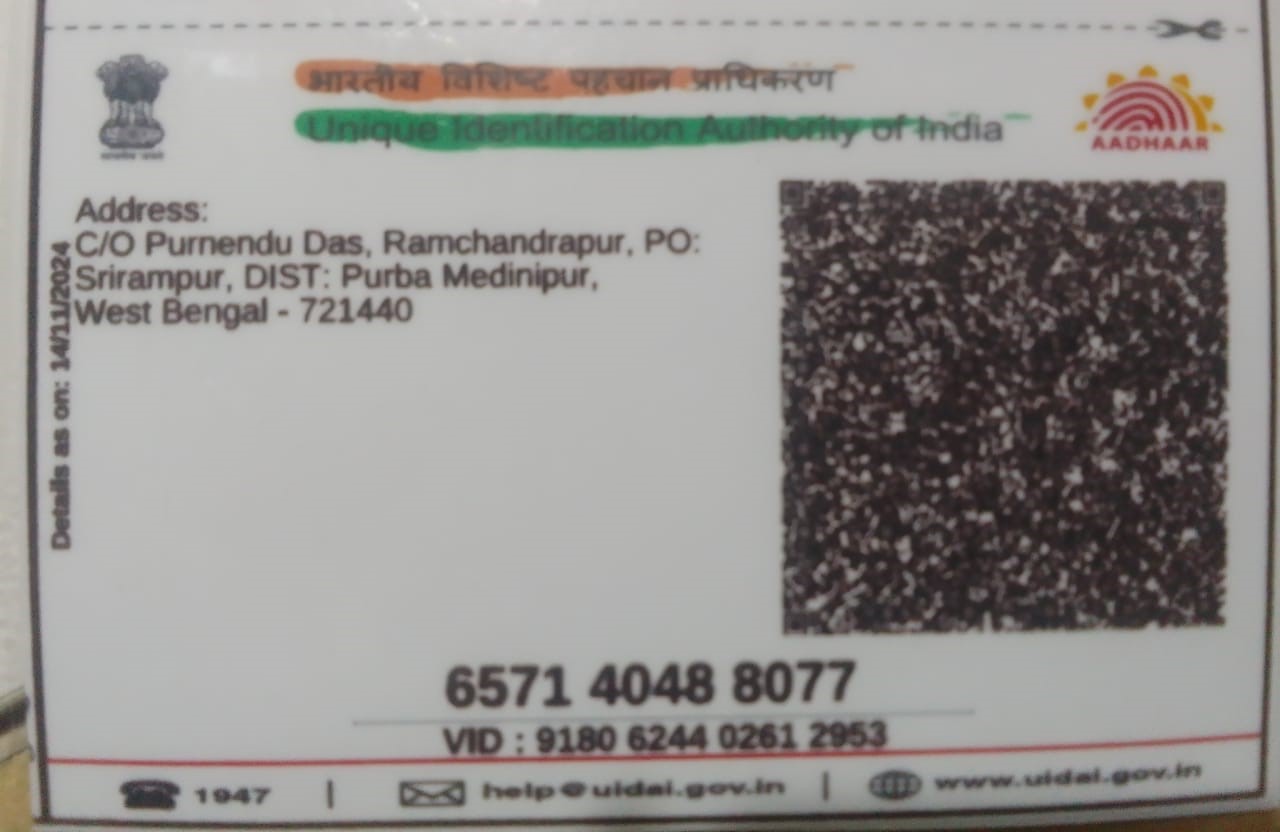 भारतीय विशिष्ट पहचान प्राधिकरण
Unique Identification Authority of India
AADHAAR
Address:
C/O Purnendu Das, Ramchandrapur, PO:
Srirampur, DIST: Purba Medinipur,
West Bengal - 721440
Details as on: 14/11/2024
6571 4048 8077
VID : 9180 6244 0261 2953
1947 | help@uidai.gov.in | www.uidai.gov.in